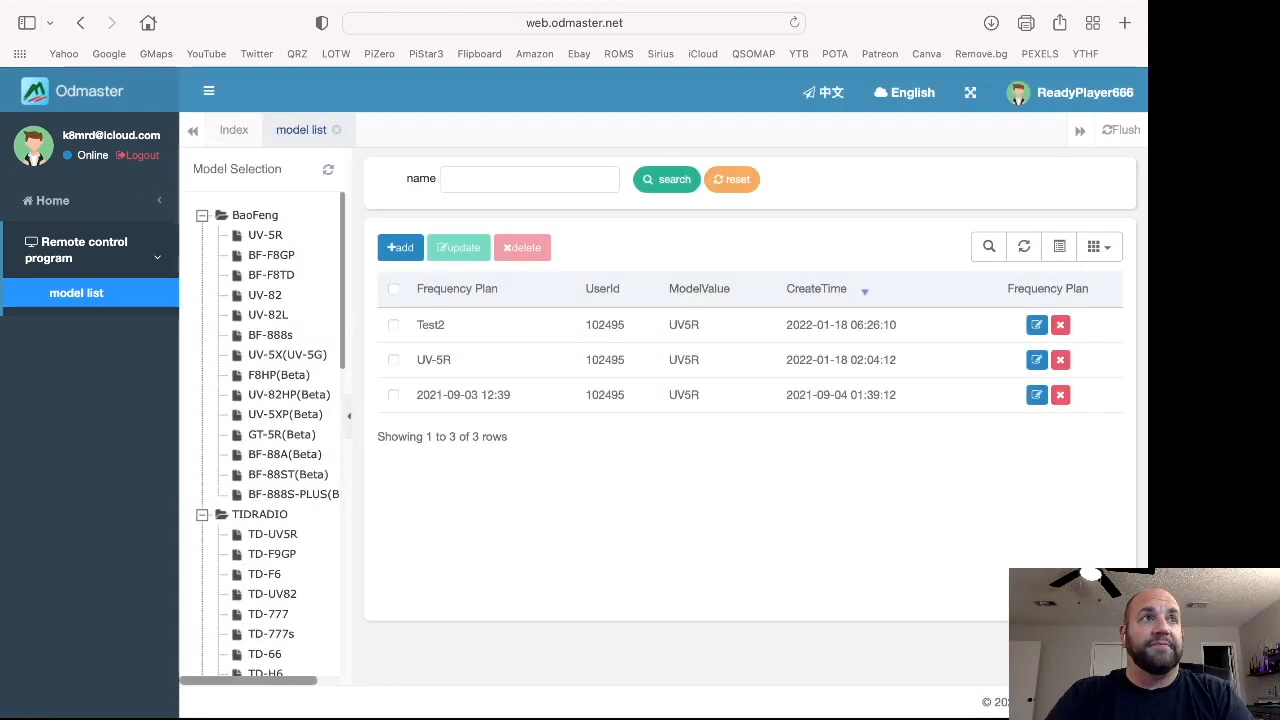 web.odmaster.net
Yahoo Google GMaps YouTube Twitter QRZ LOTW PiZero PiStar3 Flipboard Amazon Ebay ROMS Sirius iCloud QSOMAP YTB POTA Patreon Canva Remove.bg PEXELS YTHF
Odmaster
中文 English ReadyPlayer666
k8mrd@icloud.com
Online Logout
Home
Remote control program
model list
Index model list Flush
Model Selection
BaoFeng
UV-5R
BF-F8GP
BF-F8TD
UV-82
UV-82L
BF-888s
UV-5X(UV-5G)
F8HP(Beta)
UV-82HP(Beta)
UV-5XP(Beta)
GT-5R(Beta)
BF-88A(Beta)
BF-88ST(Beta)
BF-888S-PLUS(B
TIDRADIO
TD-UV5R
TD-F9GP
TD-F6
TD-UV82
TD-777
TD-777s
TD-66
TD-H6
name search reset
add update delete
Frequency Plan UserId ModelValue CreateTime Frequency Plan
Test2 102495 UV5R 2022-01-18 06:26:10
UV-5R 102495 UV5R 2022-01-18 02:04:12
2021-09-03 12:39 102495 UV5R 2021-09-04 01:39:12
Showing 1 to 3 of 3 rows
©